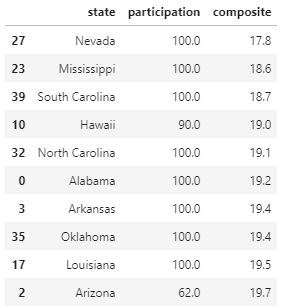 state participation composite
27 Nevada 100.0 17.8
23 Mississippi 100.0 18.6
39 South Carolina 100.0 18.7
10 Hawaii 90.0 19.0
32 North Carolina 100.0 19.1
0 Alabama 100.0 19.2
3 Arkansas 100.0 19.4
35 Oklahoma 100.0 19.4
17 Louisiana 100.0 19.5
2 Arizona 62.0 19.7